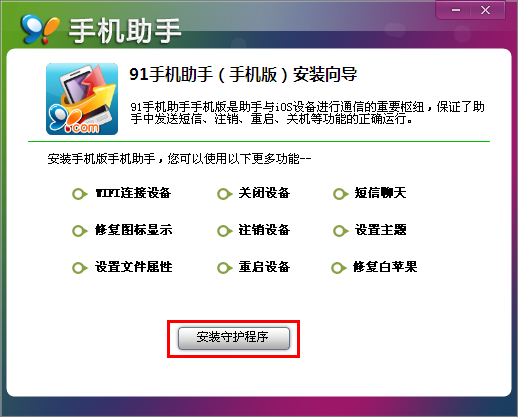 手机助手
91手机助手（手机版）安装向导
91手机助手手机版是助手与iOS设备进行通信的重要枢纽，保证了助
手中发送短信、注销、重启、关机等功能的正确运行。
.com
安装手机版手机助手，您可以使用以下更多功能--
WIFI连接设备 关闭设备 短信聊天
修复图标显示 注销设备 设置主题
设置文件属性 重启设备 修复白苹果
安装守护程序